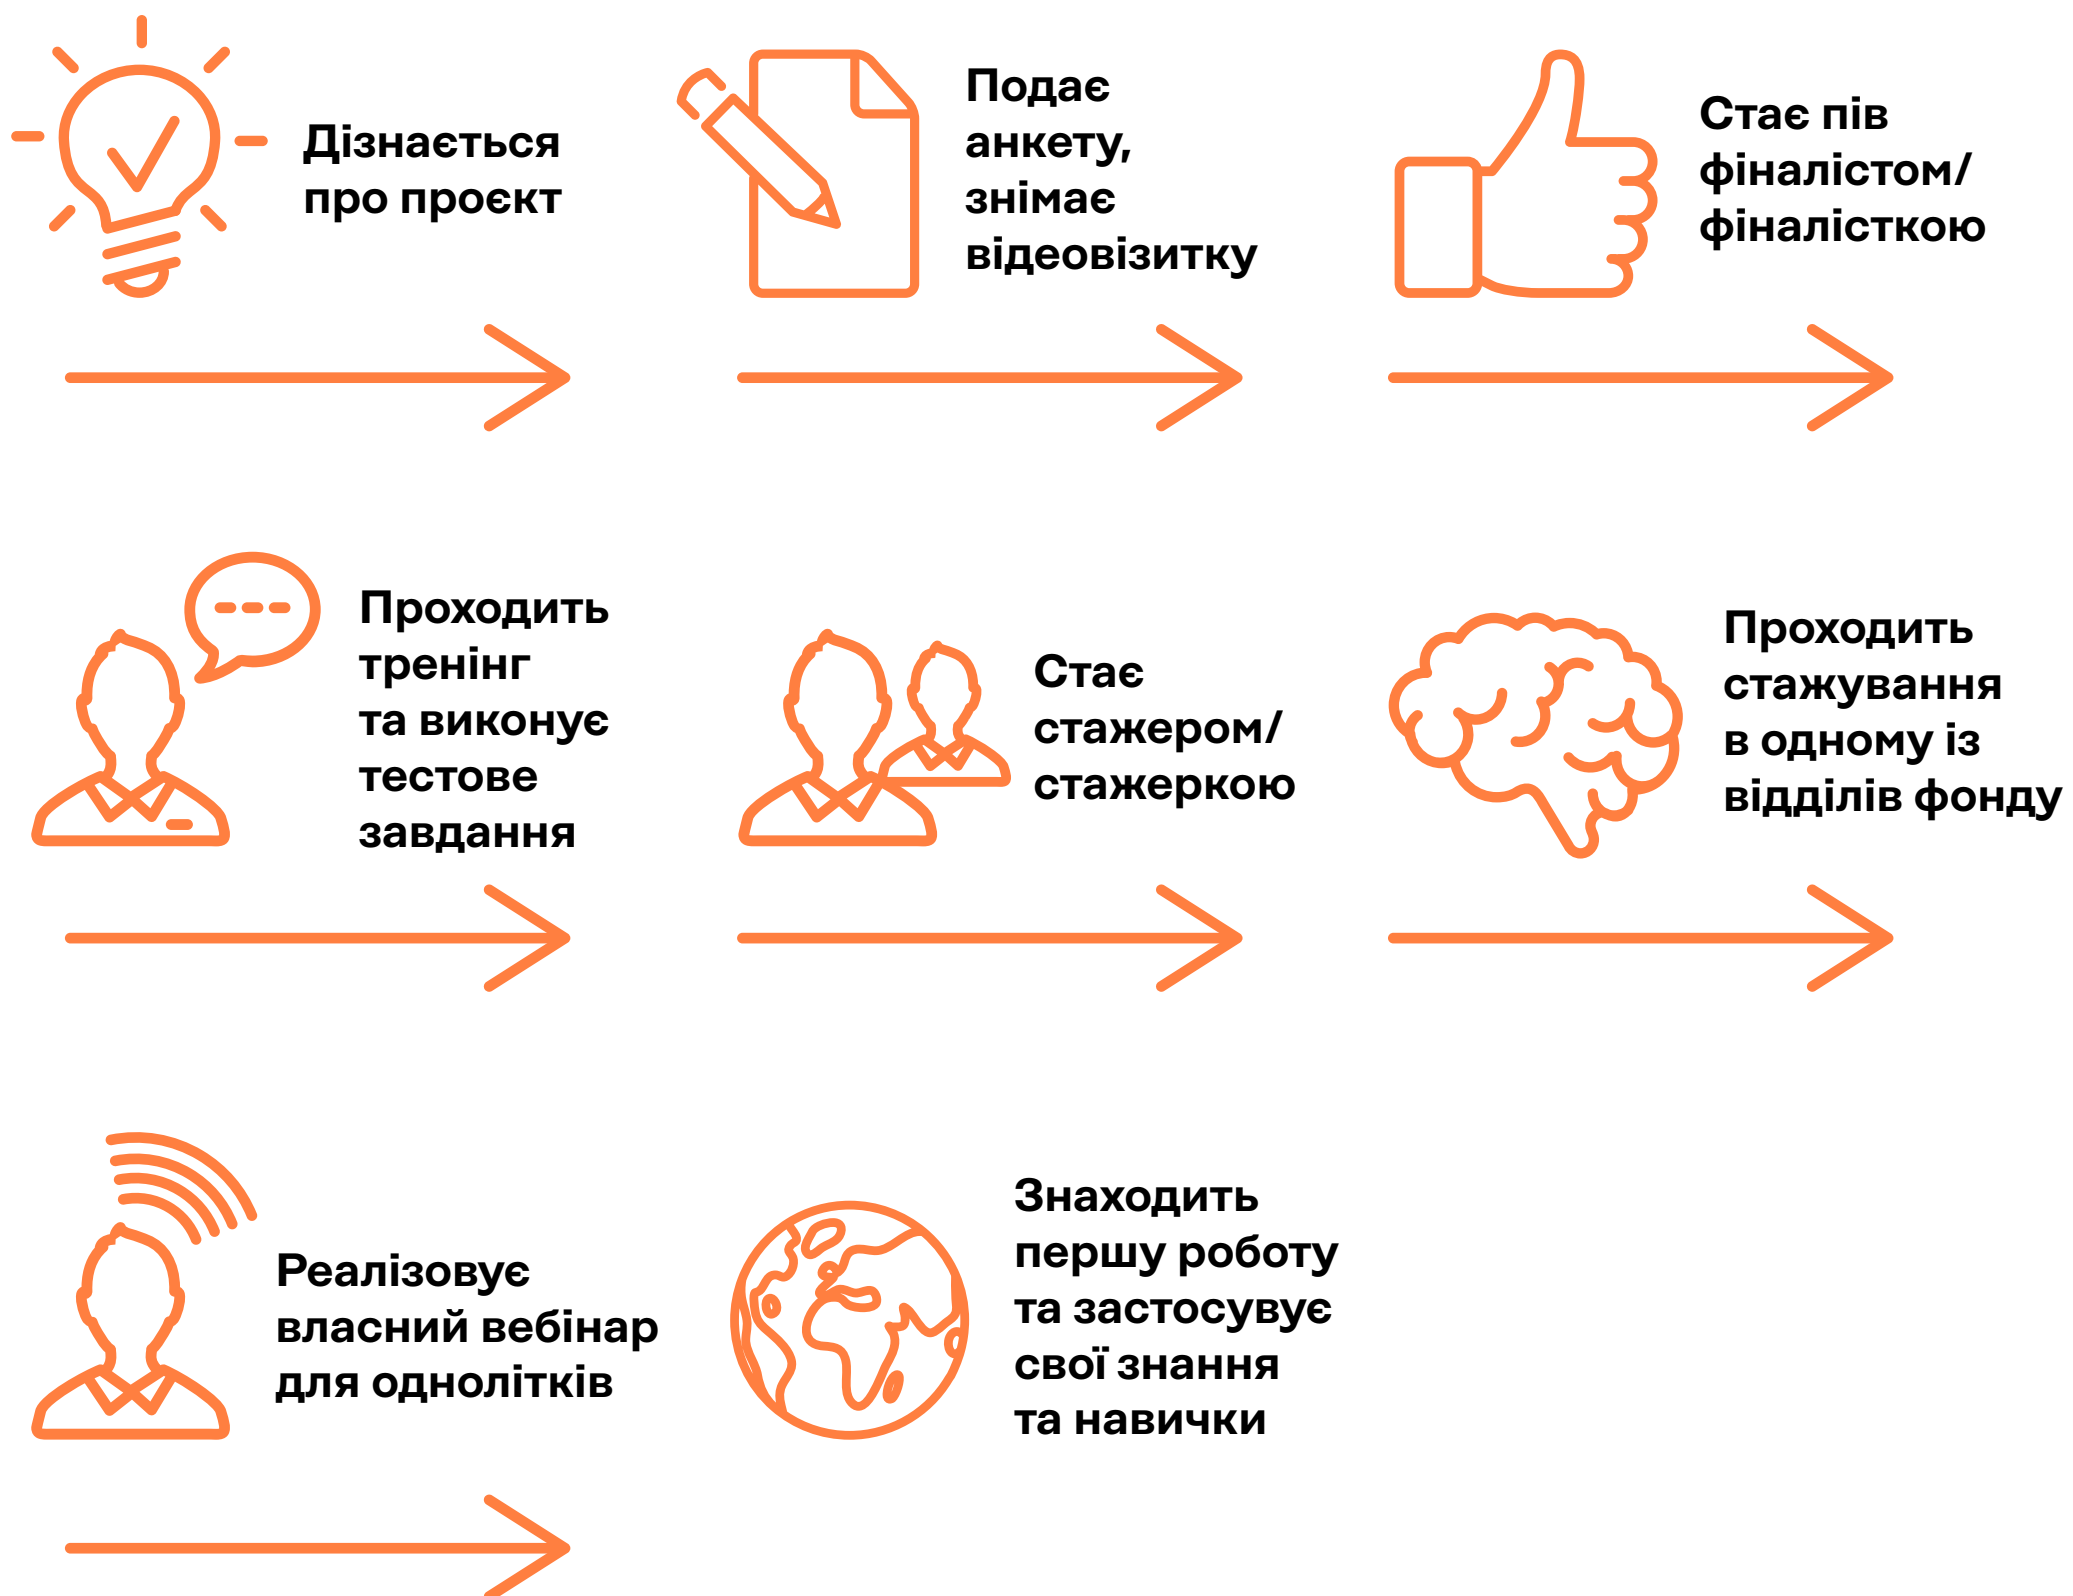 Дізнається
про проєкт
Подає
анкету,
знімає
відеовізитку
Стає пів
фіналістом/
фіналісткою
Проходить
тренінг
та виконує
тестове
завдання
Стає
стажером/
стажеркою
Проходить
стажування
в одному із
відділів фонду
Реалізовує
власний вебінар
для однолітків
Знаходить
першу роботу
та застосувує
свої знання
та навички